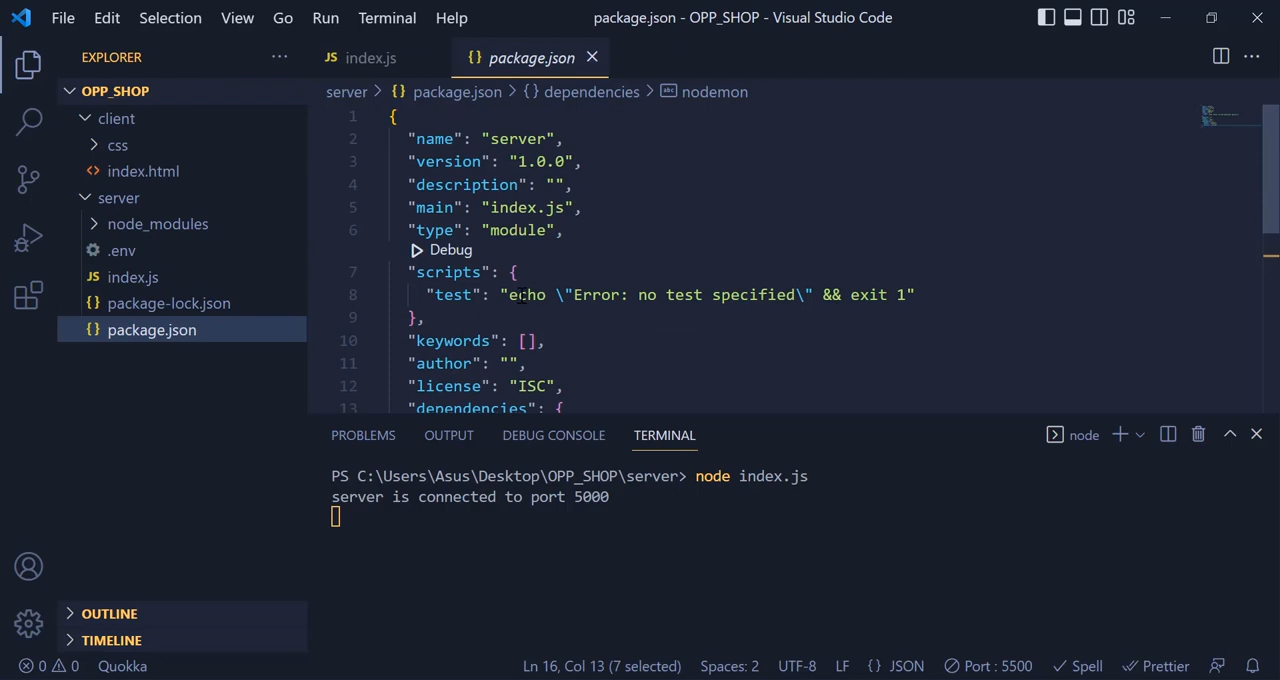 File Edit Selection View Go Run Terminal Help package.json - OPP_SHOP - Visual Studio Code
EXPLORER ···
OPP_SHOP
client
css
<> index.html
server
node_modules
.env
JS index.js
{} package-lock.json
{} package.json
OUTLINE
TIMELINE
JS index.js {} package.json
server > {} package.json > {} dependencies > abc nodemon
1 {
2 "name": "server",
3 "version": "1.0.0",
4 "description": "",
5 "main": "index.js",
6 "type": "module",
Debug
7 "scripts": {
8 "test": "echo \"Error: no test specified\" && exit 1"
9 },
10 "keywords": [],
11 "author": "",
12 "license": "ISC",
13 "dependencies": {
PROBLEMS OUTPUT DEBUG CONSOLE TERMINAL node
PS C:\Users\Asus\Desktop\OPP_SHOP\server> node index.js
server is connected to port 5000
0 0 Quokka Ln 16, Col 13 (7 selected) Spaces: 2 UTF-8 LF {} JSON Port : 5500 Spell Prettier